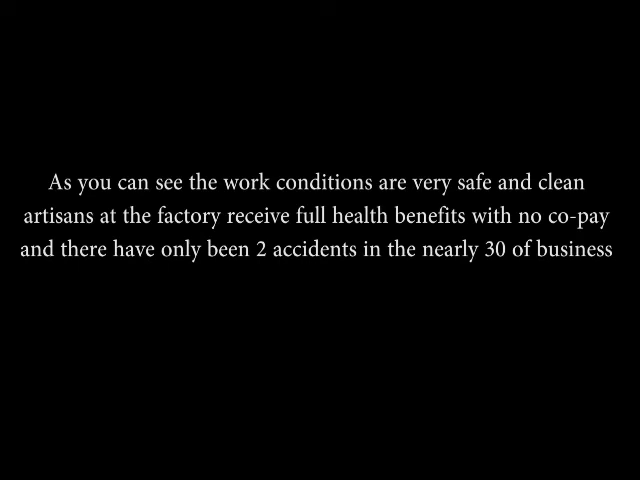 As you can see the work conditions are very safe and clean
artisans at the factory receive full health benefits with no co-pay
and there have only been 2 accidents in the nearly 30 of business